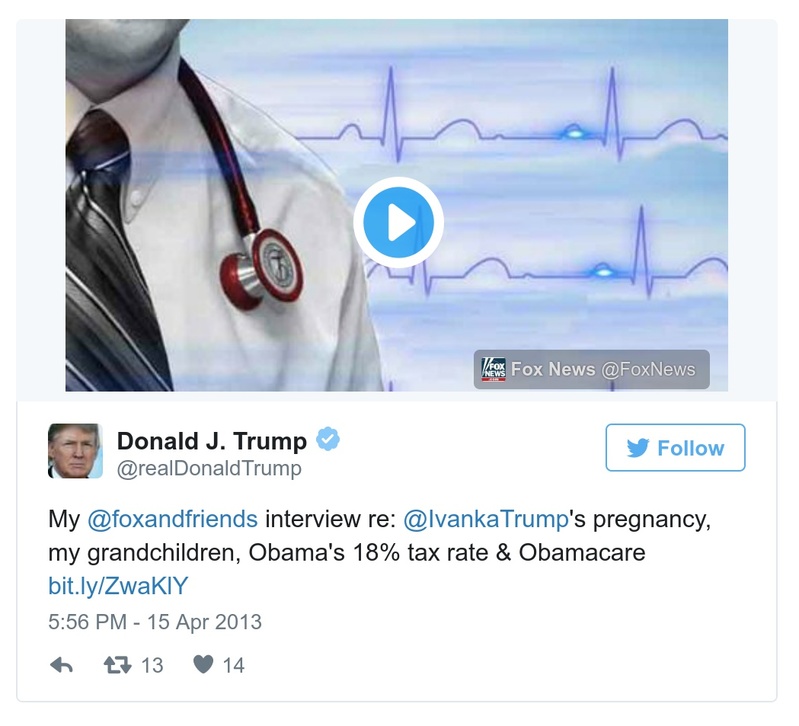 FOX
NEWS
Fox News @FoxNews
Donald J. Trump
@realDonaldTrump
Follow
My @foxandfriends interview re: @IvankaTrump's pregnancy,
my grandchildren, Obama's 18% tax rate & Obamacare
bit.ly/ZwaKlY
5:56 PM - 15 Apr 2013
13 14